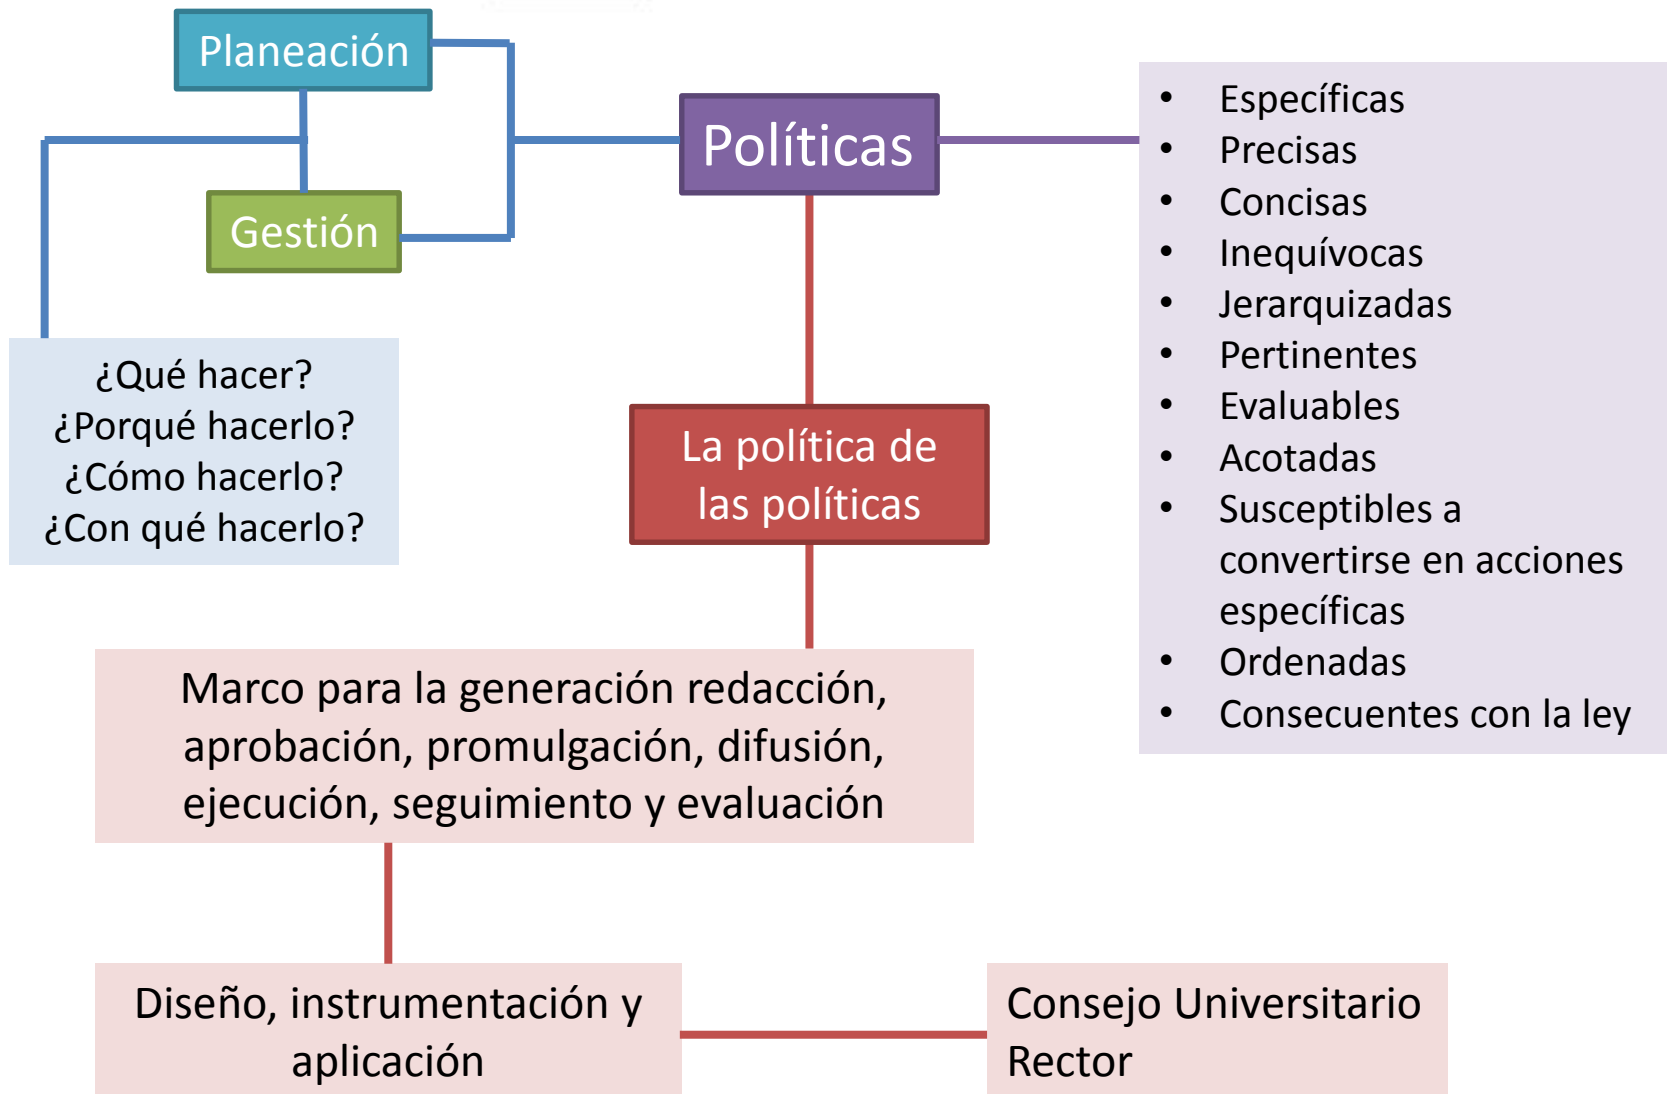 Planeación
Políticas
Gestión
¿Qué hacer?
¿Porqué hacerlo?
¿Cómo hacerlo?
¿Con qué hacerlo?
• Específicas
• Precisas
• Concisas
• Inequívocas
• Jerarquizadas
• Pertinentes
• Evaluables
• Acotadas
• Susceptibles a
convertirse en acciones
específicas
• Ordenadas
• Consecuentes con la ley
La política de
las políticas
Marco para la generación redacción,
aprobación, promulgación, difusión,
ejecución, seguimiento y evaluación
Diseño, instrumentación y
aplicación
Consejo Universitario
Rector